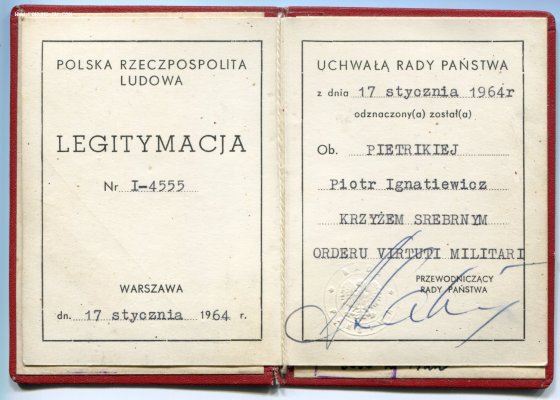 POLSKA RZECZPOSPOLITA
LUDOWA
LEGITYMACJA
Nr I-4555
WARSZAWA
dn. 17 stycznia 1964 r.
UCHWAŁĄ RADY PAŃSTWA
z dnia 17 stycznia 1964r
odznaczony(a) został(a)
Ob. PIETRIKIEJ
Piotr Ignatiewicz
KRZYŻEM SREBRNYM
ORDERU VIRTUTI MILITARI
PRZEWODNICZĄCY
RADY PAŃSTWA